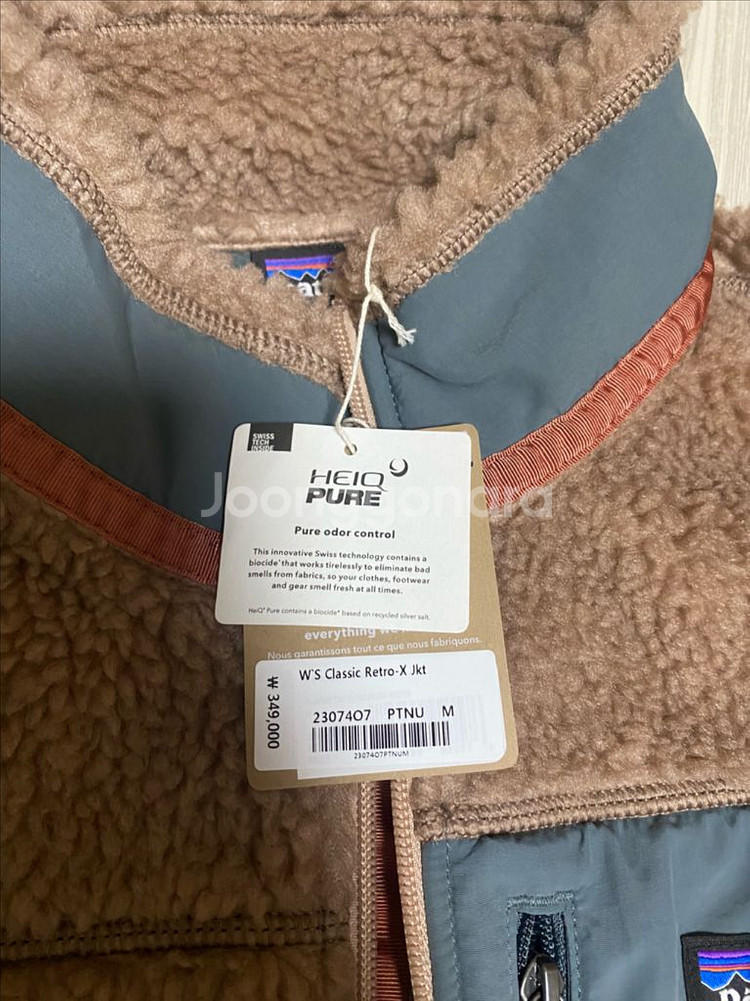 SWISS
TECH
INSIDE
HEIQ
PURE
Joonggonara
Pure odor control
This innovative Swiss technology contains a
biocide* that works tirelessly to eliminate bad
smells from fabrics, so your clothes, footwear
and gear smell fresh at all times.
HeiQ® Pure contains a biocide* based on recycled silver salt.
everything we
Nous garantissons tout ce que nous fabriquons.
W'S Classic Retro-X Jkt
₩ 349,000
2307407 PTNU M
2307407PTNUM